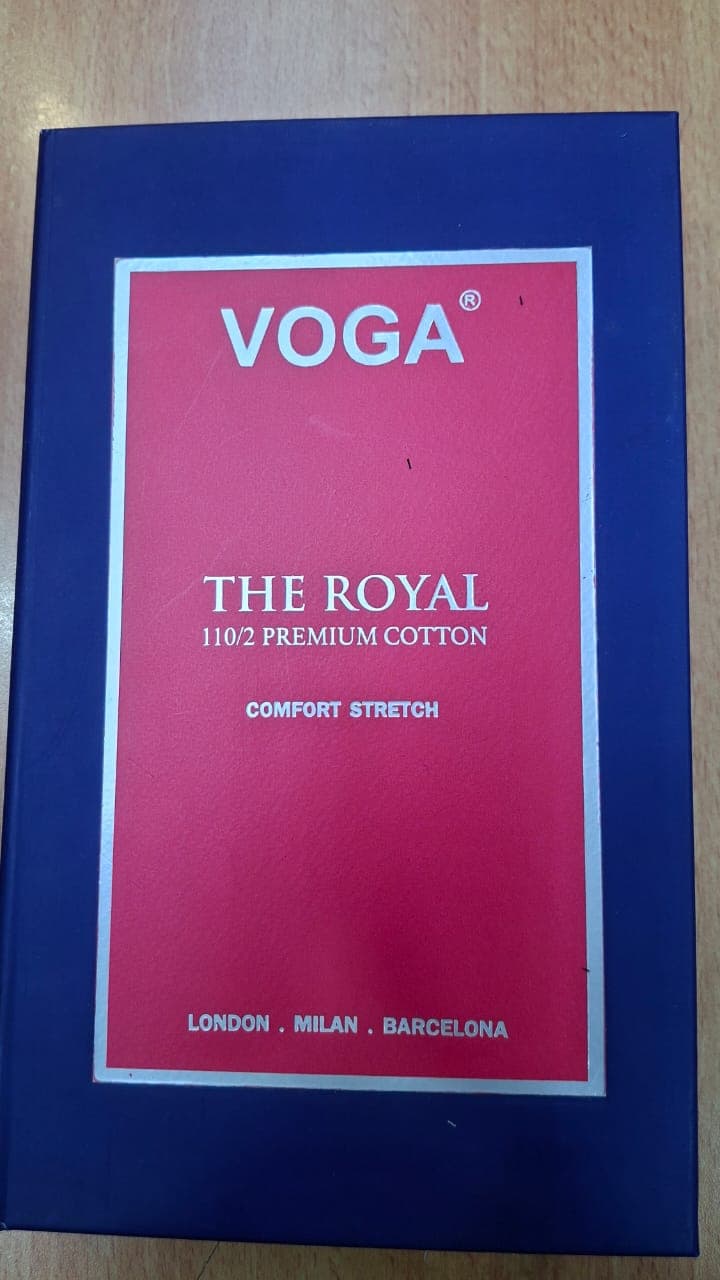 VOGA®
THE ROYAL
110/2 PREMIUM COTTON
COMFORT STRETCH
LONDON . MILAN . BARCELONA